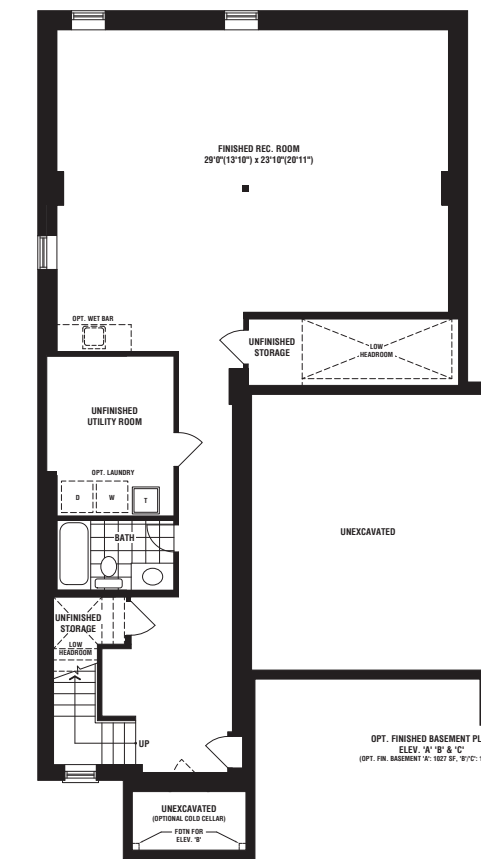 FINISHED REC. ROOM
29'0"(13'10") x 23'10"(20'11")
OPT. WET BAR
UNFINISHED
STORAGE
LOW
HEADROOM
UNFINISHED
UTILITY ROOM
OPT. LAUNDRY
D W T
UNEXCAVATED
BATH
UNFINISHED
STORAGE
LOW
HEADROOM
UP
OPT. FINISHED BASEMENT PL
ELEV. 'A' 'B' & 'C'
(OPT. FIN. BASEMENT 'A': 1027 SF, 'B'/'C':
UNEXCAVATED
(OPTIONAL COLD CELLAR)
FDTN FOR
ELEV. 'B'